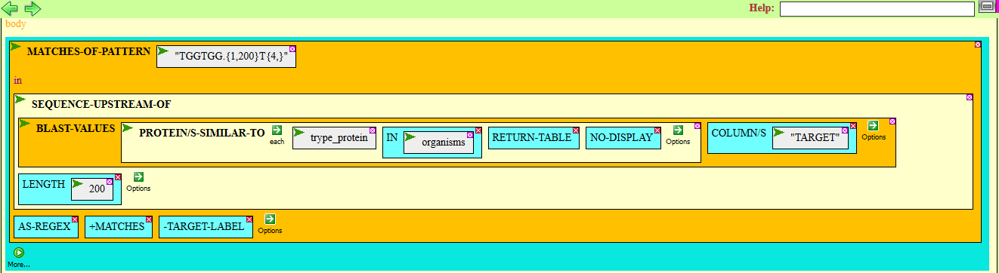 Help:
body
MATCHES-OF-PATTERN "TGGTGG.{1,200}T{4,}"
in
SEQUENCE-UPSTREAM-OF
BLAST-VALUES PROTEIN/S-SIMILAR-TO each trype_protein IN organisms RETURN-TABLE NO-DISPLAY Options COLUMN/S "TARGET" Options
LENGTH 200 Options
AS-REGEX +MATCHES -TARGET-LABEL Options
More...